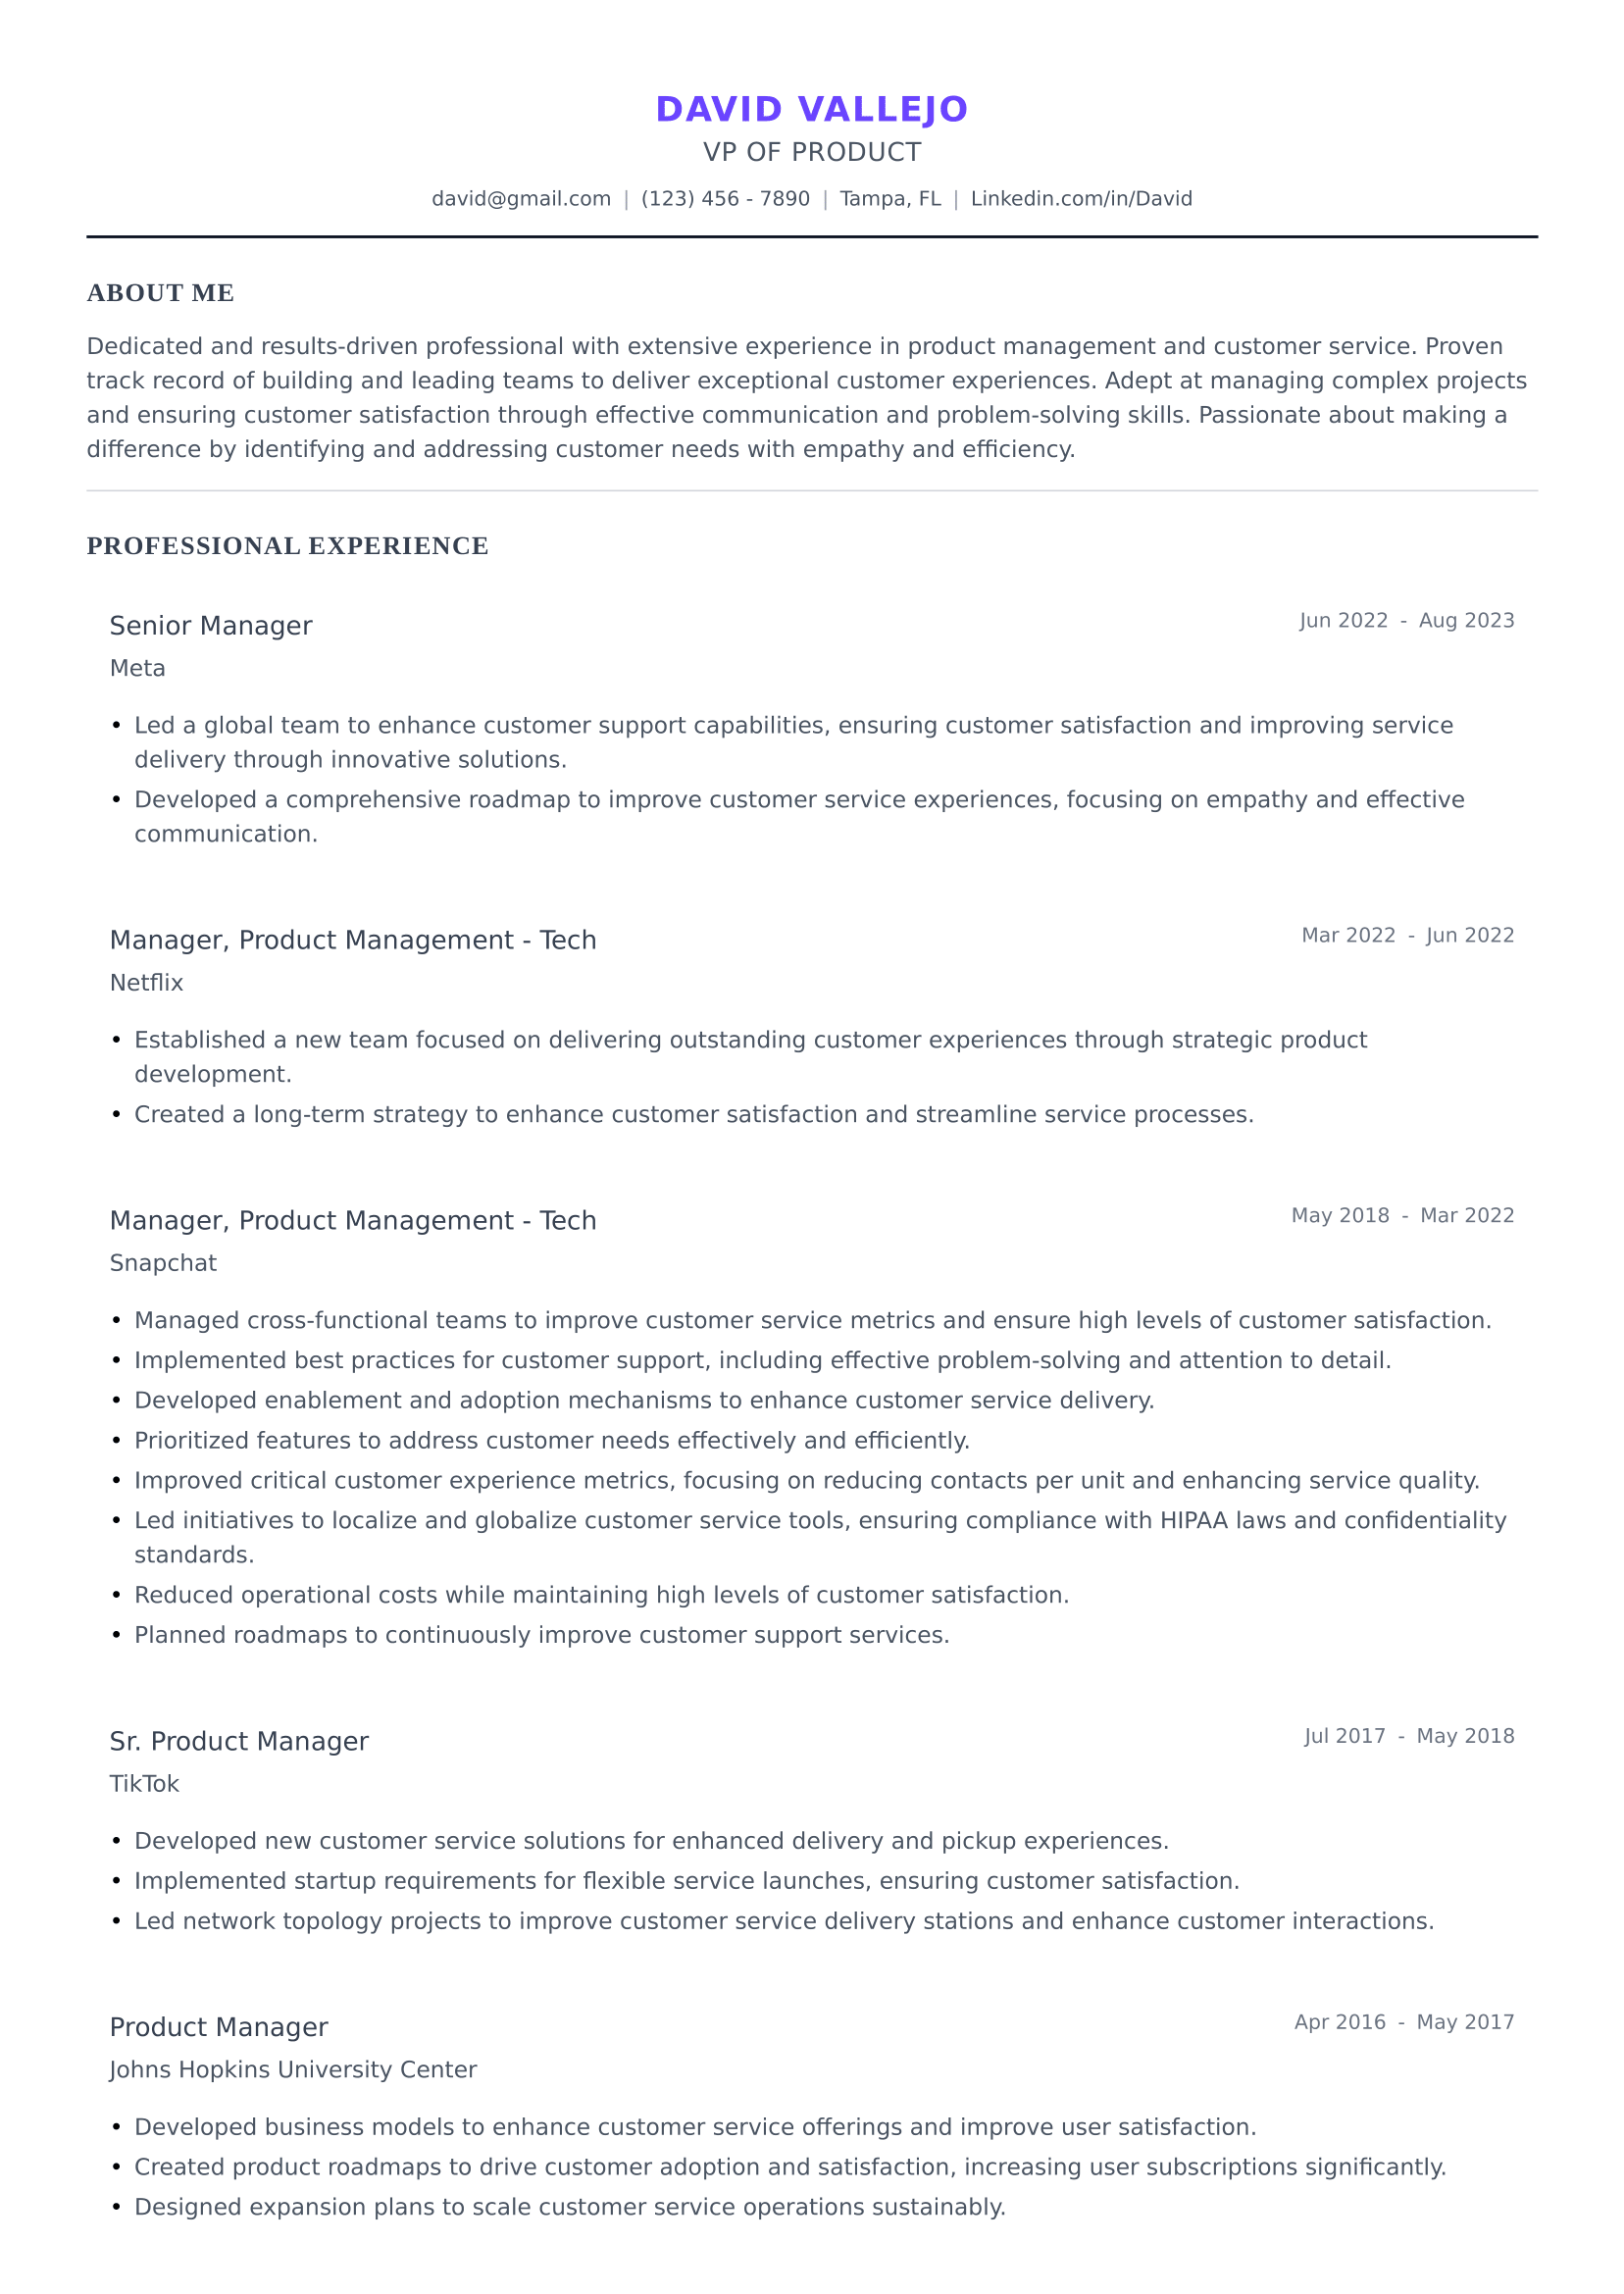 DAVID VALLEJO
VP OF PRODUCT
david@gmail.com | (123) 456 - 7890 | Tampa, FL | Linkedin.com/in/David
ABOUT ME
Dedicated and results-driven professional with extensive experience in product management and customer service. Proven
track record of building and leading teams to deliver exceptional customer experiences. Adept at managing complex projects
and ensuring customer satisfaction through effective communication and problem-solving skills. Passionate about making a
difference by identifying and addressing customer needs with empathy and efficiency.
PROFESSIONAL EXPERIENCE
Senior Manager Jun 2022 - Aug 2023
Meta
• Led a global team to enhance customer support capabilities, ensuring customer satisfaction and improving service
delivery through innovative solutions.
• Developed a comprehensive roadmap to improve customer service experiences, focusing on empathy and effective
communication.
Manager, Product Management - Tech Mar 2022 - Jun 2022
Netflix
• Established a new team focused on delivering outstanding customer experiences through strategic product
development.
• Created a long-term strategy to enhance customer satisfaction and streamline service processes.
Manager, Product Management - Tech May 2018 - Mar 2022
Snapchat
• Managed cross-functional teams to improve customer service metrics and ensure high levels of customer satisfaction.
• Implemented best practices for customer support, including effective problem-solving and attention to detail.
• Developed enablement and adoption mechanisms to enhance customer service delivery.
• Prioritized features to address customer needs effectively and efficiently.
• Improved critical customer experience metrics, focusing on reducing contacts per unit and enhancing service quality.
• Led initiatives to localize and globalize customer service tools, ensuring compliance with HIPAA laws and confidentiality
standards.
• Reduced operational costs while maintaining high levels of customer satisfaction.
• Planned roadmaps to continuously improve customer support services.
Sr. Product Manager Jul 2017 - May 2018
TikTok
• Developed new customer service solutions for enhanced delivery and pickup experiences.
• Implemented startup requirements for flexible service launches, ensuring customer satisfaction.
• Led network topology projects to improve customer service delivery stations and enhance customer interactions.
Product Manager Apr 2016 - May 2017
Johns Hopkins University Center
• Developed business models to enhance customer service offerings and improve user satisfaction.
• Created product roadmaps to drive customer adoption and satisfaction, increasing user subscriptions significantly.
• Designed expansion plans to scale customer service operations sustainably.